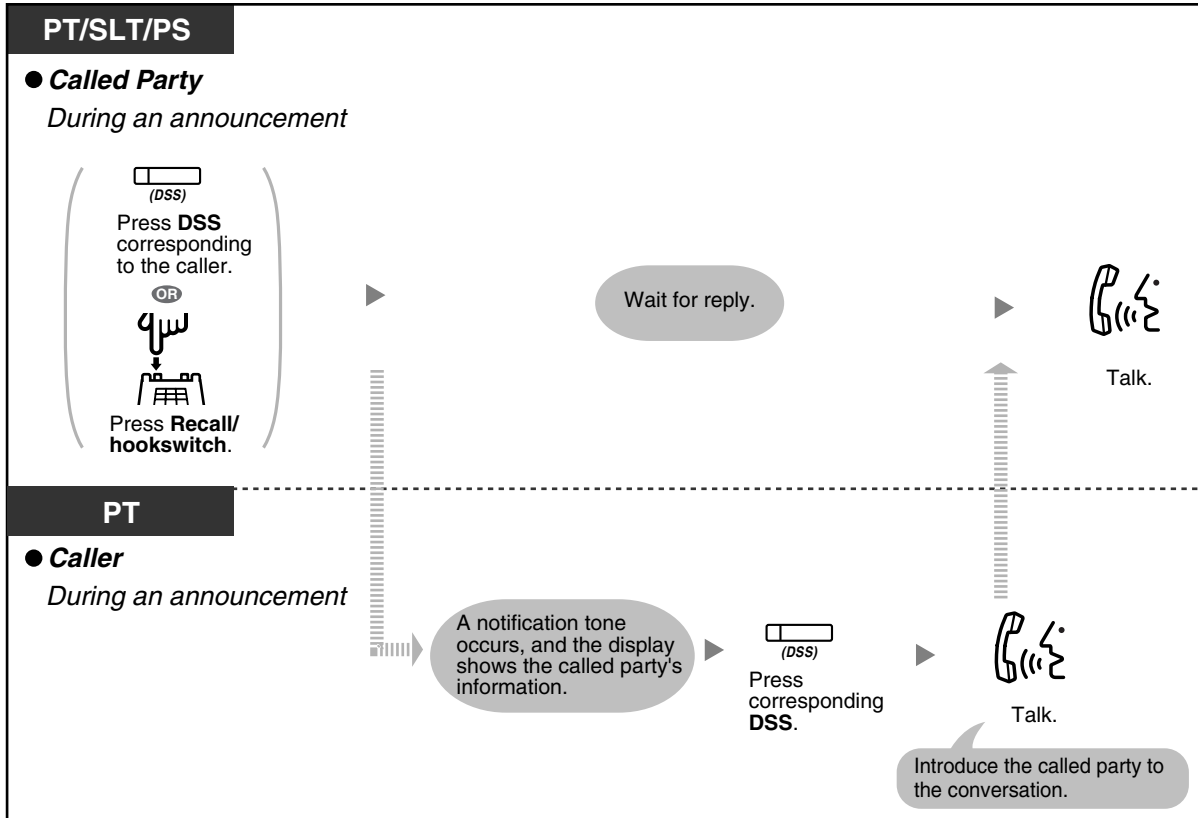 PT/SLT/PS
● Called Party
During an announcement
(DSS)
Press DSS
corresponding
to the caller.
OR
Press Recall/
hookswitch.
Wait for reply.
Talk.
PT
● Caller
During an announcement
A notification tone
occurs, and the display
shows the called party's
information.
(DSS)
Press
corresponding
DSS.
Talk.
Introduce the called party to
the conversation.